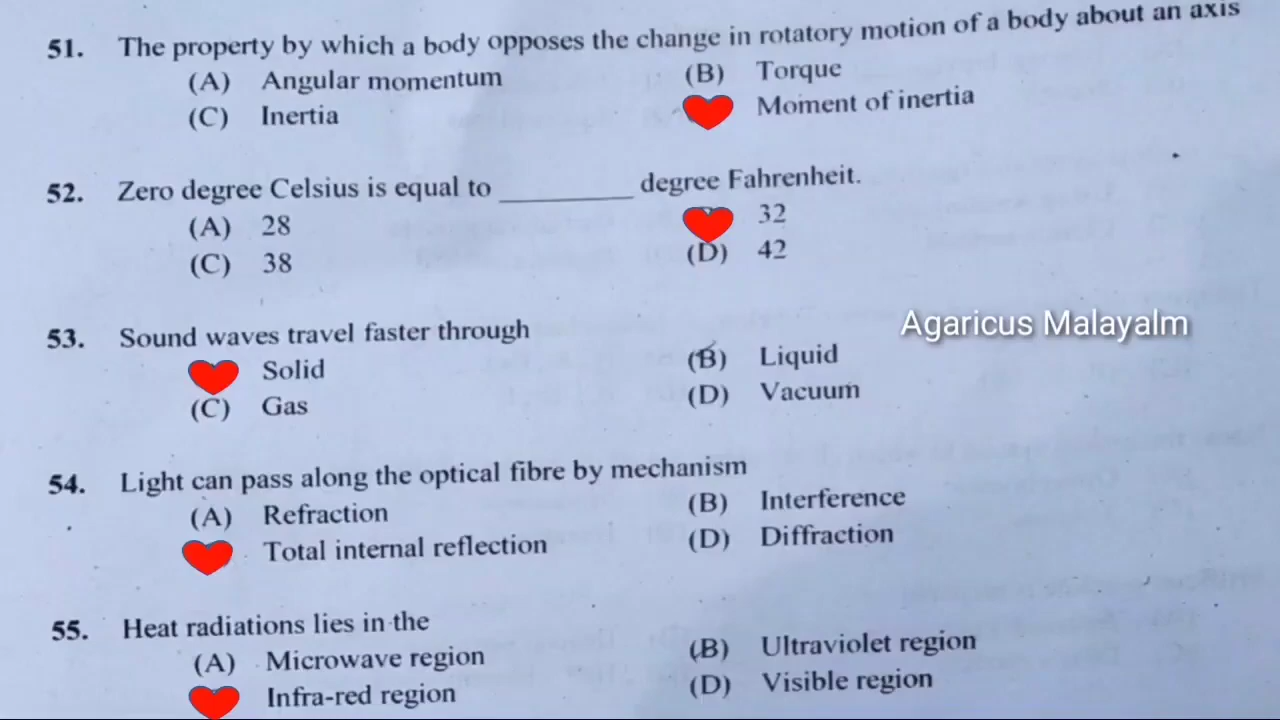 51. The property by which a body opposes the change in rotatory motion of a body about an axis
(A) Angular momentum (B) Torque
(C) Inertia Moment of inertia
52. Zero degree Celsius is equal to ________ degree Fahrenheit.
(A) 28 32
(C) 38 (D) 42
53. Sound waves travel faster through
Agaricus Malayalm
Solid (B) Liquid
(C) Gas (D) Vacuum
54. Light can pass along the optical fibre by mechanism
(A) Refraction (B) Interference
Total internal reflection (D) Diffraction
55. Heat radiations lies in the
(A) Microwave region (B) Ultraviolet region
Infra-red region (D) Visible region